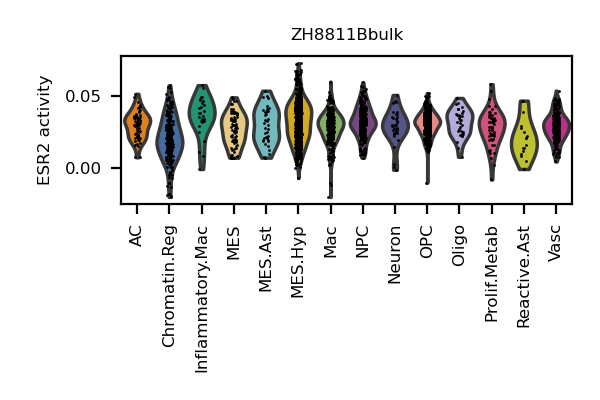 ZH8811Bbulk
ESR2 activity
0.05
0.00
AC
Chromatin.Reg
Inflammatory.Mac
MES
MES.Ast
MES.Hyp
Mac
NPC
Neuron
OPC
Oligo
Prolif.Metab
Reactive.Ast
Vasc